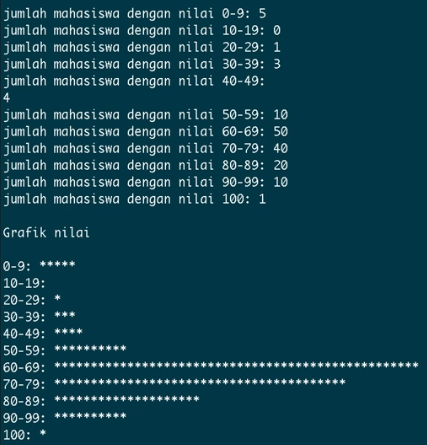 jumlah mahasiswa dengan nilai 0-9: 5
jumlah mahasiswa dengan nilai 10-19: 0
jumlah mahasiswa dengan nilai 20-29: 1
jumlah mahasiswa dengan nilai 30-39: 3
jumlah mahasiswa dengan nilai 40-49:
4
jumlah mahasiswa dengan nilai 50-59: 10
jumlah mahasiswa dengan nilai 60-69: 50
jumlah mahasiswa dengan nilai 70-79: 40
jumlah mahasiswa dengan nilai 80-89: 20
jumlah mahasiswa dengan nilai 90-99: 10
jumlah mahasiswa dengan nilai 100: 1
Grafik nilai
0-9: *****
10-19:
20-29: *
30-39: ***
40-49: ****
50-59: **********
60-69: **************************************************
70-79: ****************************************
80-89: ********************
90-99: **********
100: *